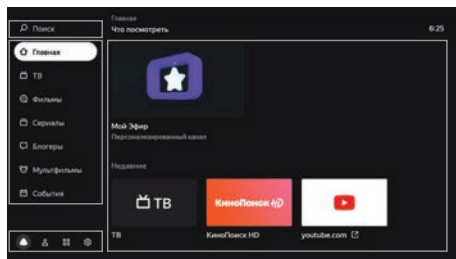 Поиск
Главная
ТВ
Фильмы
Сериалы
Блогеры
Мультфильмы
События
Главная
Что посмотреть
6:25
Мой Эфир
Персонализированный канал
Недавние
ТВ
КиноПоиск HD
ТВ
КиноПоиск HD
youtube.com